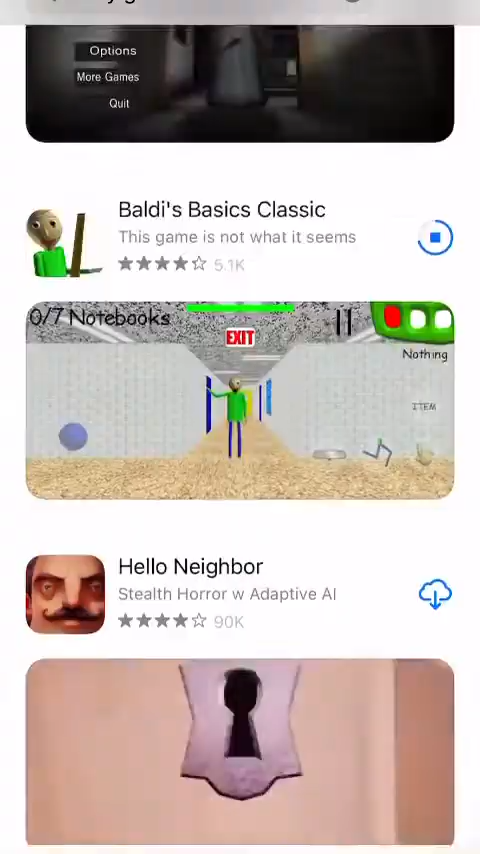 Options
More Games
Quit
Baldi's Basics Classic
This game is not what it seems
5.1K
0/7 Notebooks
EXIT
Nothing
ITEM
Hello Neighbor
Stealth Horror w Adaptive AI
90K